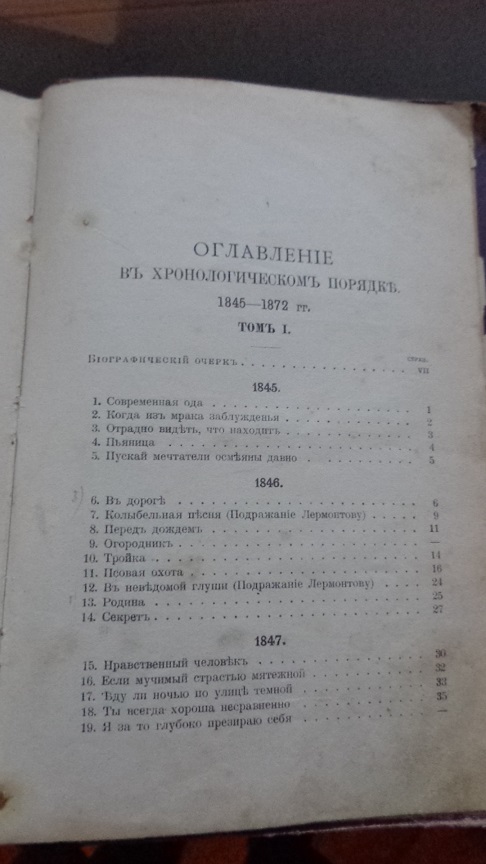 ОГЛАВЛЕНІЕ
ВЪ ХРОНОЛОГИЧЕСКОМЪ ПОРЯДКѢ.
1845—1872 гг.
ТОМЪ I.
стран.
Біографическій очеркъ. VII
1845.
1. Современная ода 1
2. Когда изъ мрака заблужденья 2
3. Отрадно видѣть, что находитъ 3
4. Пьяница 4
5. Пускай мечтатели осмѣяны давно 5
1846.
6. Въ дорогѣ 6
7. Колыбельная пѣсня (Подражаніе Лермонтову) 9
8. Передъ дождемъ 11
9. Огородникъ —
10. Тройка 14
11. Псовая охота 16
12. Въ невѣдомой глуши (Подражаніе Лермонтову) 24
13. Родина 25
14. Секретъ 27
1847.
15. Нравственный человѣкъ 30
16. Если мучимый страстью мятежной 32
17. Ѣду ли ночью по улицѣ темной 33
18. Ты всегда хороша несравненно 35
19. Я за то глубоко презираю себя —